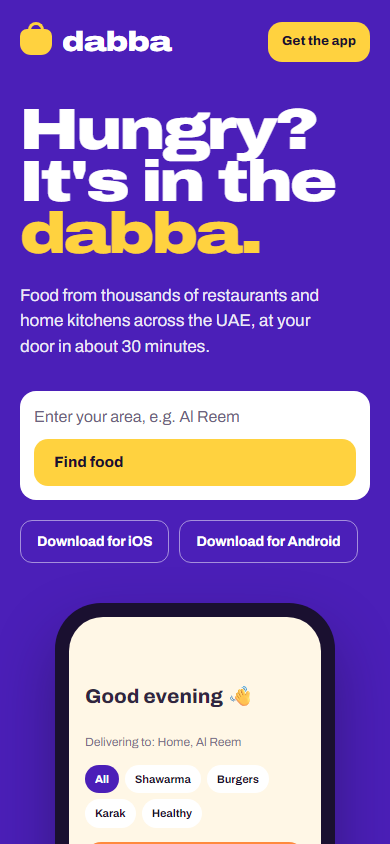 dabba
Get the app
Hungry?
It's in the
dabba.
Food from thousands of restaurants and
home kitchens across the UAE, at your
door in about 30 minutes.
Enter your area, e.g. Al Reem
Find food
Download for iOS
Download for Android
Good evening 👋
Delivering to: Home, Al Reem
All
Shawarma
Burgers
Karak
Healthy